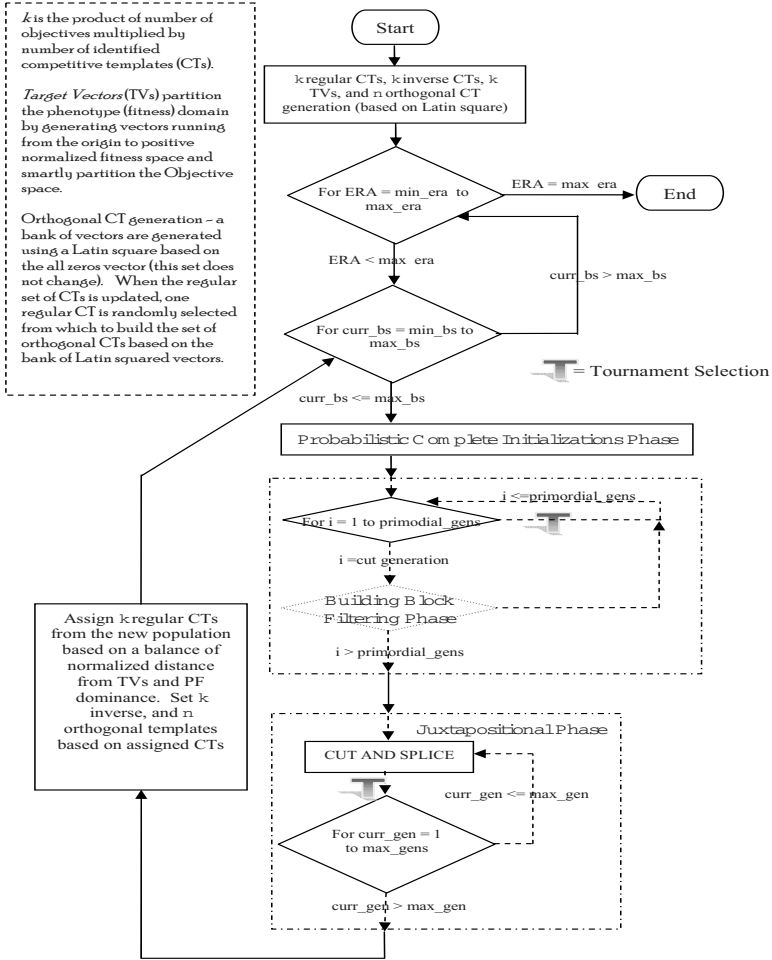 k is the product of number of
objectives multiplied by
number of identified
competitive templates (CTs).
Target Vectors (TVs) partition
the phenotype (fitness) domain
by generating vectors running
from the origin to positive
normalized fitness space and
smartly partition the Objective
space.
Orthogonal CT generation – a
bank of vectors are generated
using a Latin square based on
the all zeros vector (this set does
not change). When the regular
set of CTs is updated, one
regular CT is randomly selected
from which to build the set of
orthogonal CTs based on the
bank of Latin squared vectors.
Start
k regular CTs, k inverse CTs, k
TVs, and n orthogonal CT
generation (based on Latin square)
For ERA = min_era to
max_era
ERA = max_era
End
ERA < max_era
curr_bs > max_bs
For curr_bs = min_bs to
max_bs
= Tournament Selection
curr_bs <= max_bs
Probabilistic Complete Initializations Phase
i <=primordial_gens
For i = 1 to primodial_gens
i =cut generation
Building Block
Filtering Phase
i > primordial_gens
Assign k regular CTs
from the new population
based on a balance of
normalized distance
from TVs and PF
dominance. Set k
inverse, and n
orthogonal templates
based on assigned CTs
Juxtapositional Phase
CUT AND SPLICE
curr_gen <= max_gen
For curr_gen = 1
to max_gens
curr_gen > max_gen